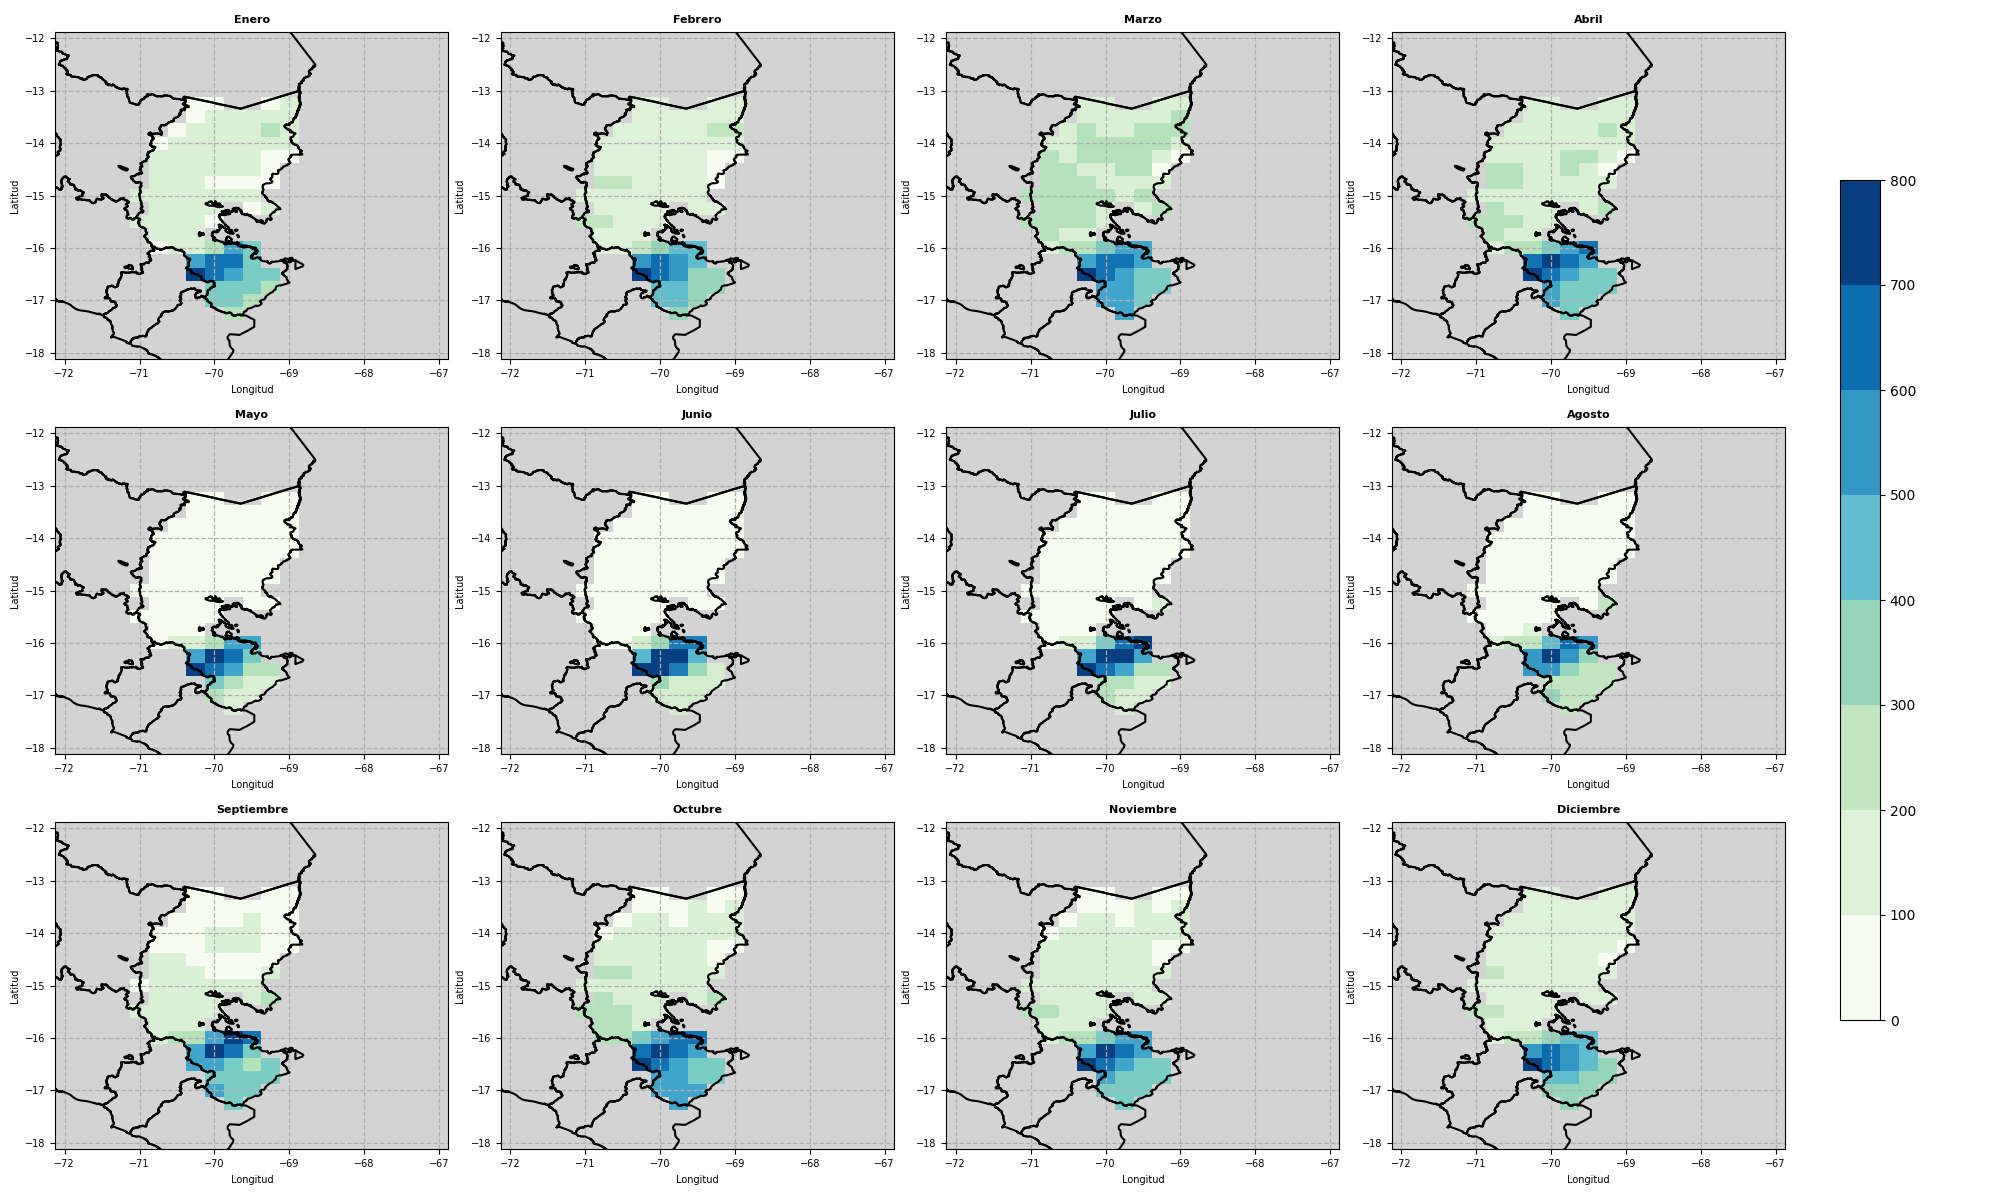 Enero Febrero Marzo Abril
−12 −12 −12 −12
−13 −13 −13 −13
−14 −14 −14 −14
−15 −15 −15 −15
Latitud Latitud Latitud Latitud
−16 −16 −16 −16
−17 −17 −17 −17
−18 −18 −18 −18
−72 −71 −70 −69 −68 −67 −72 −71 −70 −69 −68 −67 −72 −71 −70 −69 −68 −67 −72 −71 −70 −69 −68 −67
Longitud Longitud Longitud Longitud
Mayo Junio Julio Agosto
−12 −12 −12 −12
−13 −13 −13 −13
−14 −14 −14 −14
−15 −15 −15 −15
Latitud Latitud Latitud Latitud
−16 −16 −16 −16
−17 −17 −17 −17
−18 −18 −18 −18
−72 −71 −70 −69 −68 −67 −72 −71 −70 −69 −68 −67 −72 −71 −70 −69 −68 −67 −72 −71 −70 −69 −68 −67
Longitud Longitud Longitud Longitud
Septiembre Octubre Noviembre Diciembre
−12 −12 −12 −12
−13 −13 −13 −13
−14 −14 −14 −14
−15 −15 −15 −15
Latitud Latitud Latitud Latitud
−16 −16 −16 −16
−17 −17 −17 −17
−18 −18 −18 −18
−72 −71 −70 −69 −68 −67 −72 −71 −70 −69 −68 −67 −72 −71 −70 −69 −68 −67 −72 −71 −70 −69 −68 −67
Longitud Longitud Longitud Longitud
800
700
600
500
400
300
200
100
0